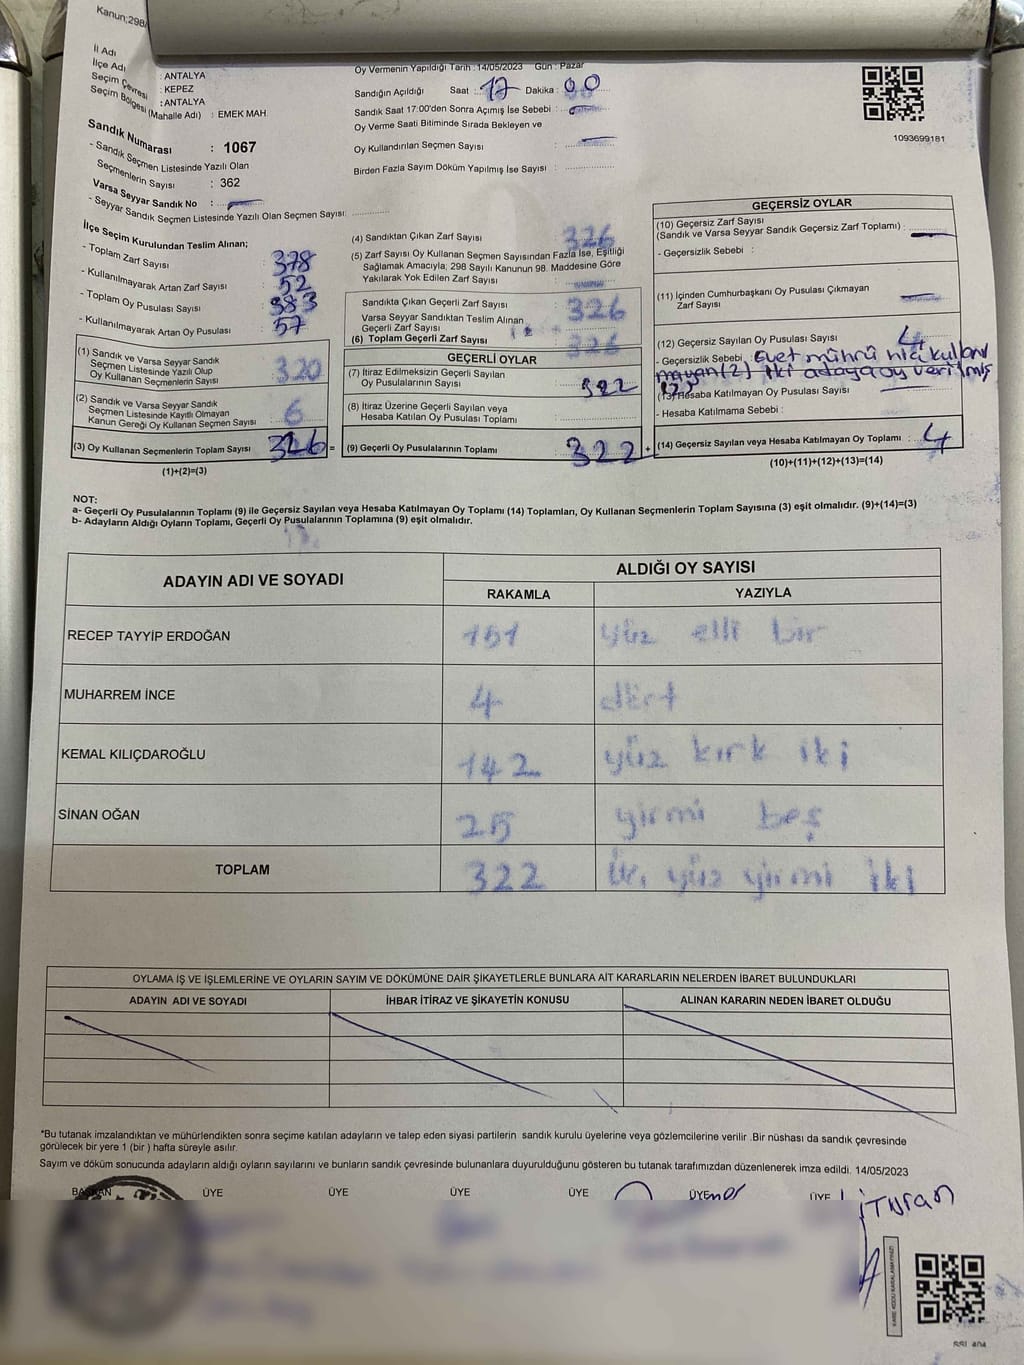 Kanun;298/
İl Adı : ANTALYA
İlçe Adı : KEPEZ
Seçim Çevresi : ANTALYA
Seçim Bölgesi (Mahalle Adı) : EMEK MAH.
Sandık Numarası : 1067
- Sandık Seçmen Listesinde Yazılı Olan
Seçmenlerin Sayısı : 362
Varsa Seyyar Sandık No :
- Seyyar Sandık Seçmen Listesinde Yazılı Olan Seçmen Sayısı:
Oy Vermenin Yapıldığı Tarih :14/05/2023 Gün : Pazar
Sandığın Açıldığı Saat : 17 Dakika : 00
Sandık Saat 17:00'den Sonra Açımış İse Sebebi :
Oy Verme Saati Bitiminde Sırada Bekleyen ve
Oy Kullandırılan Seçmen Sayısı :
Birden Fazla Sayım Döküm Yapılmış İse Sayısı :
1093699181
İlçe Seçim Kurulundan Teslim Alınan;
- Toplam Zarf Sayısı : 378
- Kullanılmayarak Artan Zarf Sayısı : 52
- Toplam Oy Pusulası Sayısı : 383
- Kullanılmayarak Artan Oy Pusulası : 57
(1) Sandık ve Varsa Seyyar Sandık
Seçmen Listesinde Yazılı Olup
Oy Kullanan Seçmenlerin Sayısı : 320
(2) Sandık ve Varsa Seyyar Sandık
Seçmen Listesinde Kayıtlı Olmayan
Kanun Gereği Oy Kullanan Seçmen Sayısı : 6
(3) Oy Kullanan Seçmenlerin Toplam Sayısı : 326 =
(1)+(2)=(3)
(4) Sandıktan Çıkan Zarf Sayısı : 326
(5) Zarf Sayısı Oy Kullanan Seçmen Sayısından Fazla İse, Eşitliği
Sağlamak Amacıyla, 298 Sayılı Kanunun 98. Maddesine Göre
Yakılarak Yok Edilen Zarf Sayısı :
Sandıkta Çıkan Geçerli Zarf Sayısı : 326
Varsa Seyyar Sandıktan Teslim Alınan
Geçerli Zarf Sayısı :
(6) Toplam Geçerli Zarf Sayısı : 326
GEÇERLİ OYLAR
(7) İtiraz Edilmeksizin Geçerli Sayılan
Oy Pusulalarının Sayısı : 322
(8) İtiraz Üzerine Geçerli Sayılan veya
Hesaba Katılan Oy Pusulası Toplamı :
(9) Geçerli Oy Pusulalarının Toplamı : 322 +
GEÇERSİZ OYLAR
(10) Geçersiz Zarf Sayısı
(Sandık ve Varsa Seyyar Sandık Geçersiz Zarf Toplamı) :
- Geçersizlik Sebebi :
(11) İçinden Cumhurbaşkanı Oy Pusulası Çıkmayan
Zarf Sayısı :
(12) Geçersiz Sayılan Oy Pusulası Sayısı : 4
- Geçersizlik Sebebi : Evet mührü hiç kullanı
mayan (2) iki adaya oy verilmiş
(2)
(13) Hesaba Katılmayan Oy Pusulası Sayısı :
- Hesaba Katılmama Sebebi :
(14) Geçersiz Sayılan veya Hesaba Katılmayan Oy Toplamı : 4
(10)+(11)+(12)+(13)=(14)
NOT:
a- Geçerli Oy Pusulalarının Toplamı (9) ile Geçersiz Sayılan veya Hesaba Katılmayan Oy Toplamı (14) Toplamları, Oy Kullanan Seçmenlerin Toplam Sayısına (3) eşit olmalıdır. (9)+(14)=(3)
b- Adayların Aldığı Oyların Toplamı, Geçerli Oy Pusulalarının Toplamına (9) eşit olmalıdır.
ADAYIN ADI VE SOYADI ALDIĞI OY SAYISI
RAKAMLA YAZIYLA
RECEP TAYYİP ERDOĞAN 151 yüz elli bir
MUHARREM İNCE 4 dört
KEMAL KILIÇDAROĞLU 142 yüz kırk iki
SİNAN OĞAN 25 yirmi beş
TOPLAM 322 üç yüz yirmi iki
OYLAMA İŞ VE İŞLEMLERİNE VE OYLARIN SAYIM VE DÖKÜMÜNE DAİR ŞİKAYETLERLE BUNLARA AİT KARARLARIN NELERDEN İBARET BULUNDUKLARI
ADAYIN ADI VE SOYADI İHBAR İTİRAZ VE ŞİKAYETİN KONUSU ALINAN KARARIN NEDEN İBARET OLDUĞU
*Bu tutanak imzalandıktan ve mühürlendikten sonra seçime katılan adayların ve talep eden siyasi partilerin sandık kurulu üyelerine veya gözlemcilerine verilir .Bir nüshası da sandık çevresinde
görülecek bir yere 1 (bir ) hafta süreyle asılır.
Sayım ve döküm sonucunda adayların aldığı oyların sayılarını ve bunların sandık çevresinde bulunanlara duyurulduğunu gösteren bu tutanak tarafımızdan düzenlenerek imza edildi. 14/05/2023
BAŞKAN ÜYE ÜYE ÜYE ÜYE ÜYE ÜYE